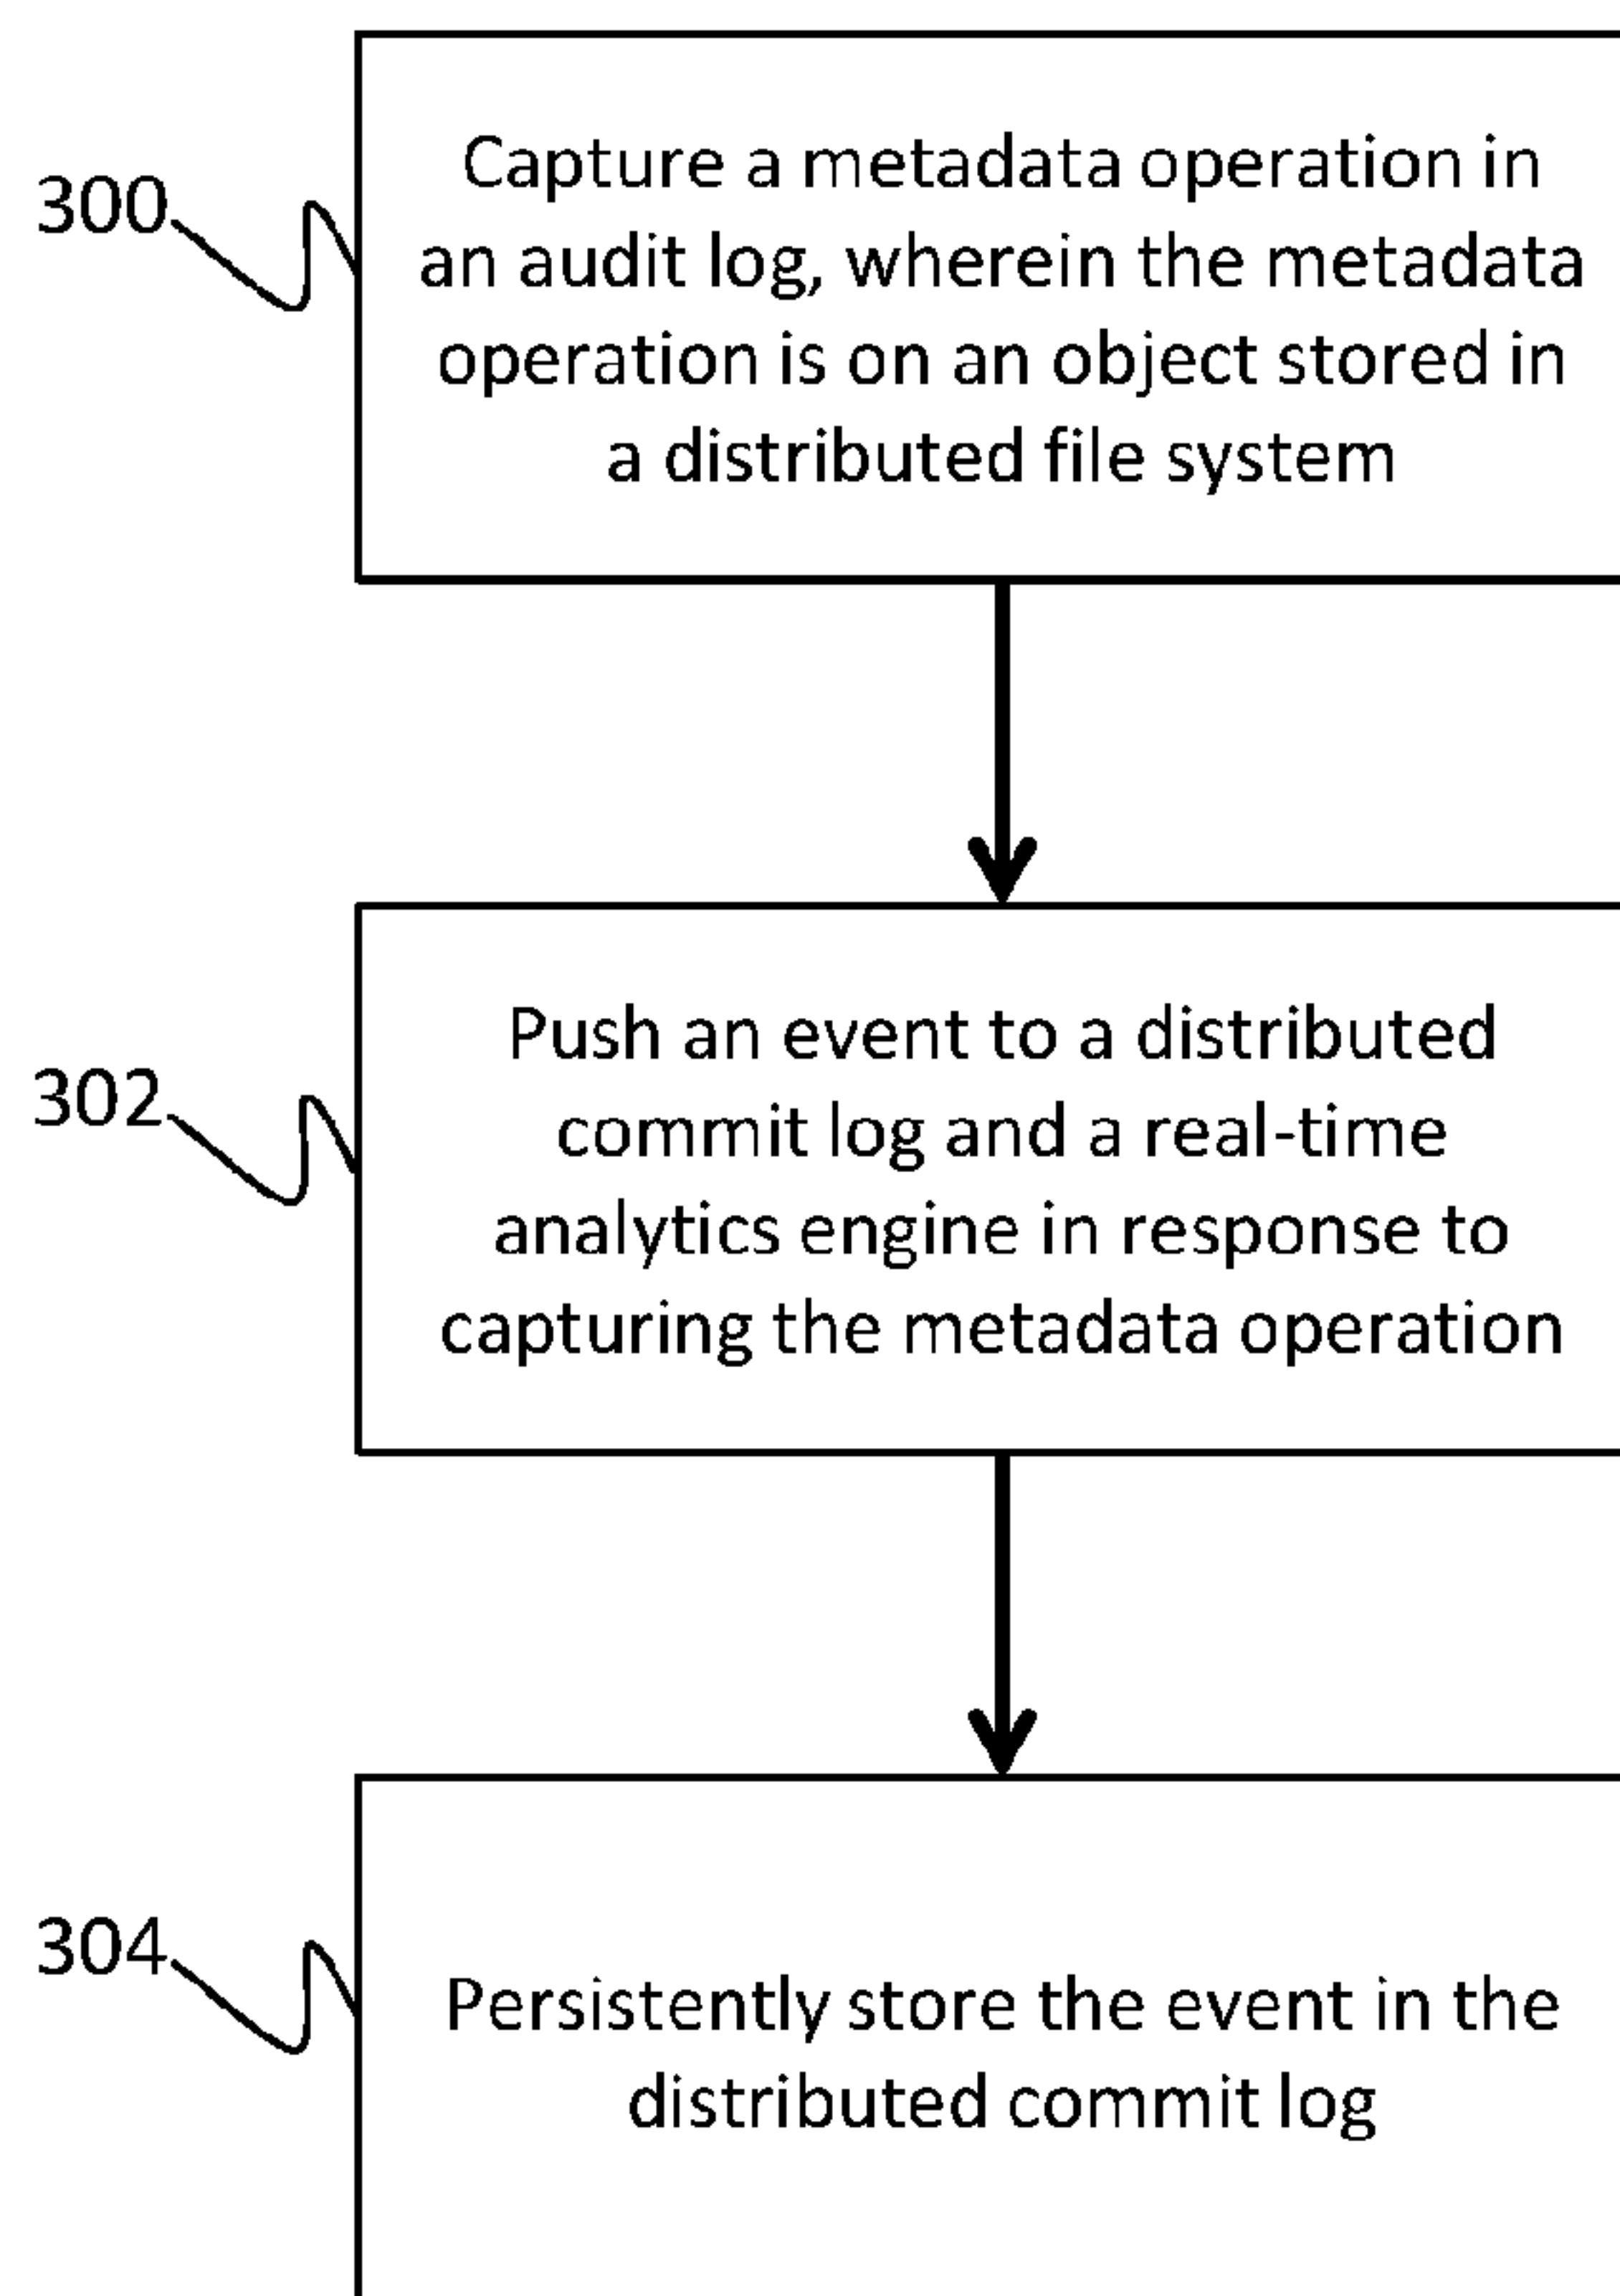 300
Capture a metadata operation in
an audit log, wherein the metadata
operation is on an object stored in
a distributed file system
302
Push an event to a distributed
commit log and a real-time
analytics engine in response to
capturing the metadata operation
304
Persistently store the event in the
distributed commit log